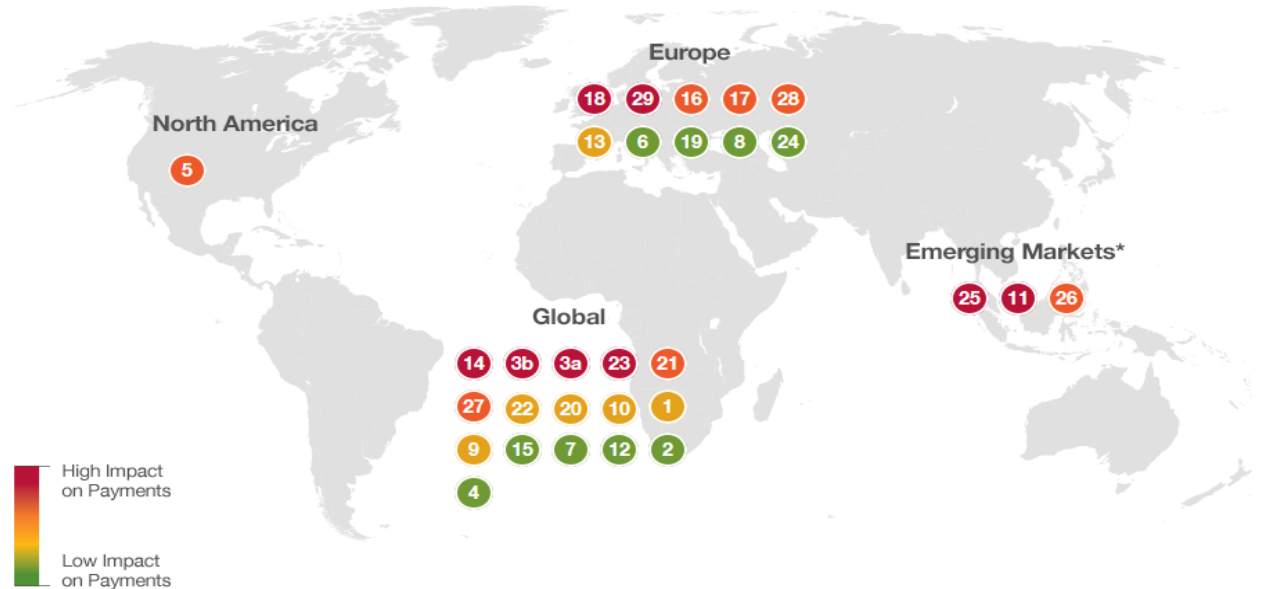 Europe
18 29 16 17 28
13 6 19 8 24
North America
5
Emerging Markets*
25 11 26
Global
14 3b 3a 23 21
27 22 20 10 1
9 15 7 12 2
4
High Impact
on Payments
Low Impact
on Payments